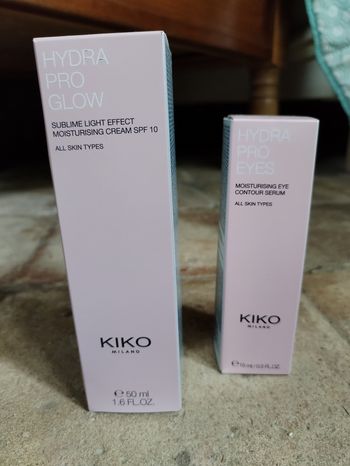 HYDRA
PRO
GLOW
SUBLIME LIGHT EFFECT
MOISTURISING CREAM SPF 10
ALL SKIN TYPES
KIKO
MILANO
℮ 50 ml
1.6 FL.OZ.
HYDRA
PRO
EYES
MOISTURISING EYE
CONTOUR SERUM
ALL SKIN TYPES
KIKO
MILANO